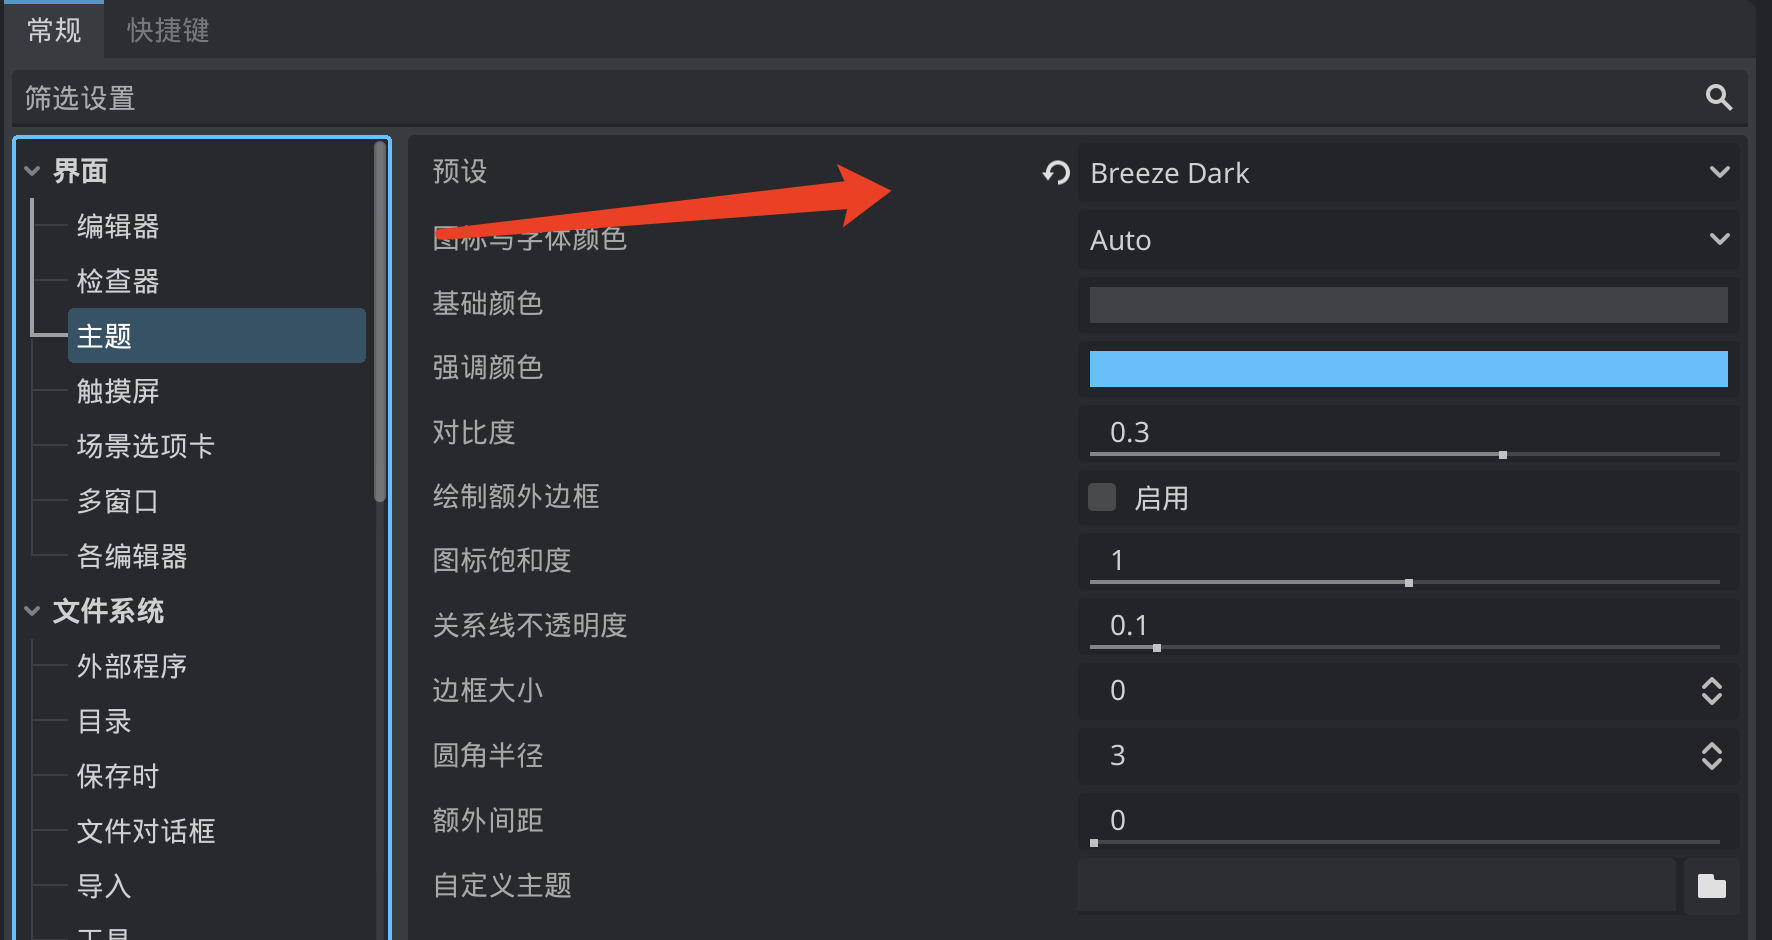 常规
快捷键
筛选设置
界面
编辑器
检查器
主题
触摸屏
场景选项卡
多窗口
各编辑器
文件系统
外部程序
目录
保存时
文件对话框
导入
工具
预设
Breeze Dark
图标与字体颜色
Auto
基础颜色
强调颜色
对比度
0.3
绘制额外边框
启用
图标饱和度
1
关系线不透明度
0.1
边框大小
0
圆角半径
3
额外间距
0
自定义主题